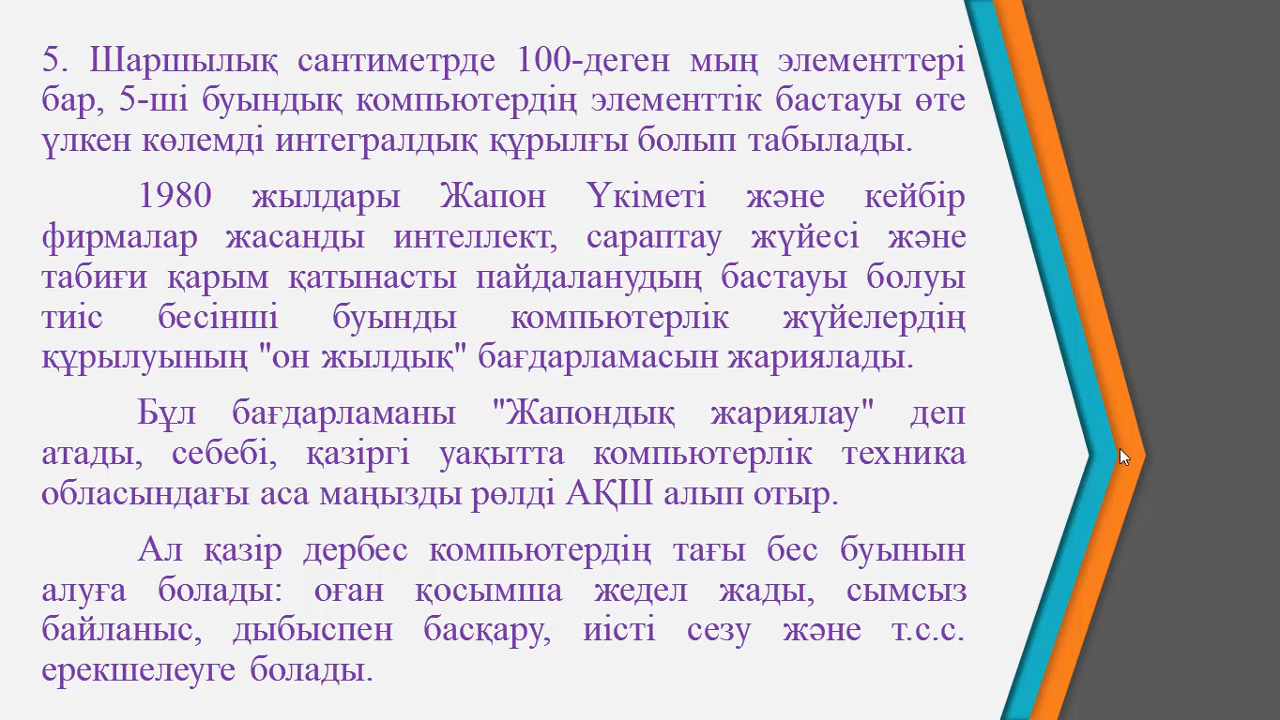 5. Шаршылық сантиметрде 100-деген мың элементтері
бар, 5-ші буындық компьютердің элементтік бастауы өте
үлкен көлемді интегралдық құрылғы болып табылады.
1980 жылдары Жапон Үкіметі және кейбір
фирмалар жасанды интеллект, сараптау жүйесі және
табиғи қарым қатынасты пайдаланудың бастауы болуы
тиіс бесінші буынды компьютерлік жүйелердің
құрылуының "он жылдық" бағдарламасын жариялады.
Бұл бағдарламаны "Жапондық жариялау" деп
атады, себебі, қазіргі уақытта компьютерлік техника
обласындағы аса маңызды рөлді АҚШ алып отыр.
Ал қазір дербес компьютердің тағы бес буынын
алуға болады: оған қосымша жедел жады, сымсыз
байланыс, дыбыспен басқару, иісті сезу және т.с.с.
ерекшелеуге болады.